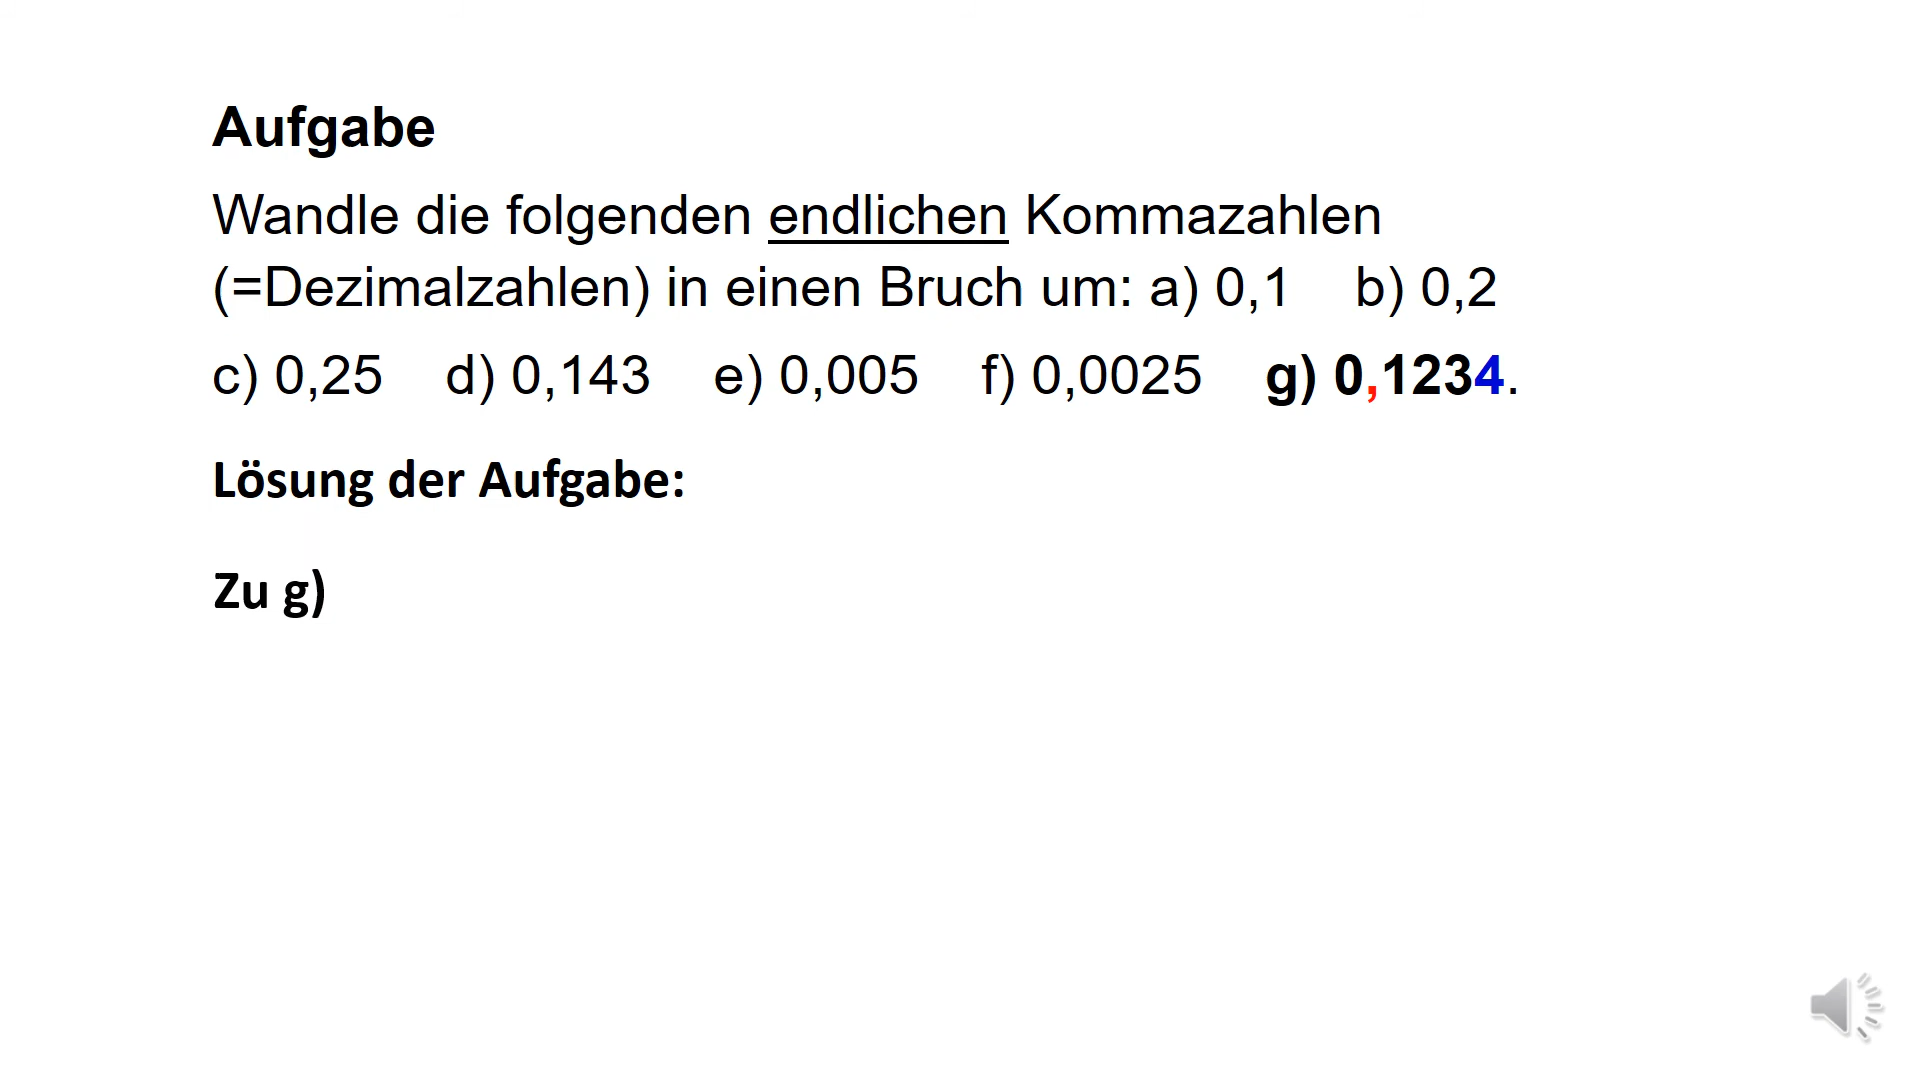 Aufgabe
Wandle die folgenden endlichen Kommazahlen
(=Dezimalzahlen) in einen Bruch um: a) 0,1 b) 0,2
c) 0,25 d) 0,143 e) 0,005 f) 0,0025 g) 0,1234.
Lösung der Aufgabe:
Zu g)